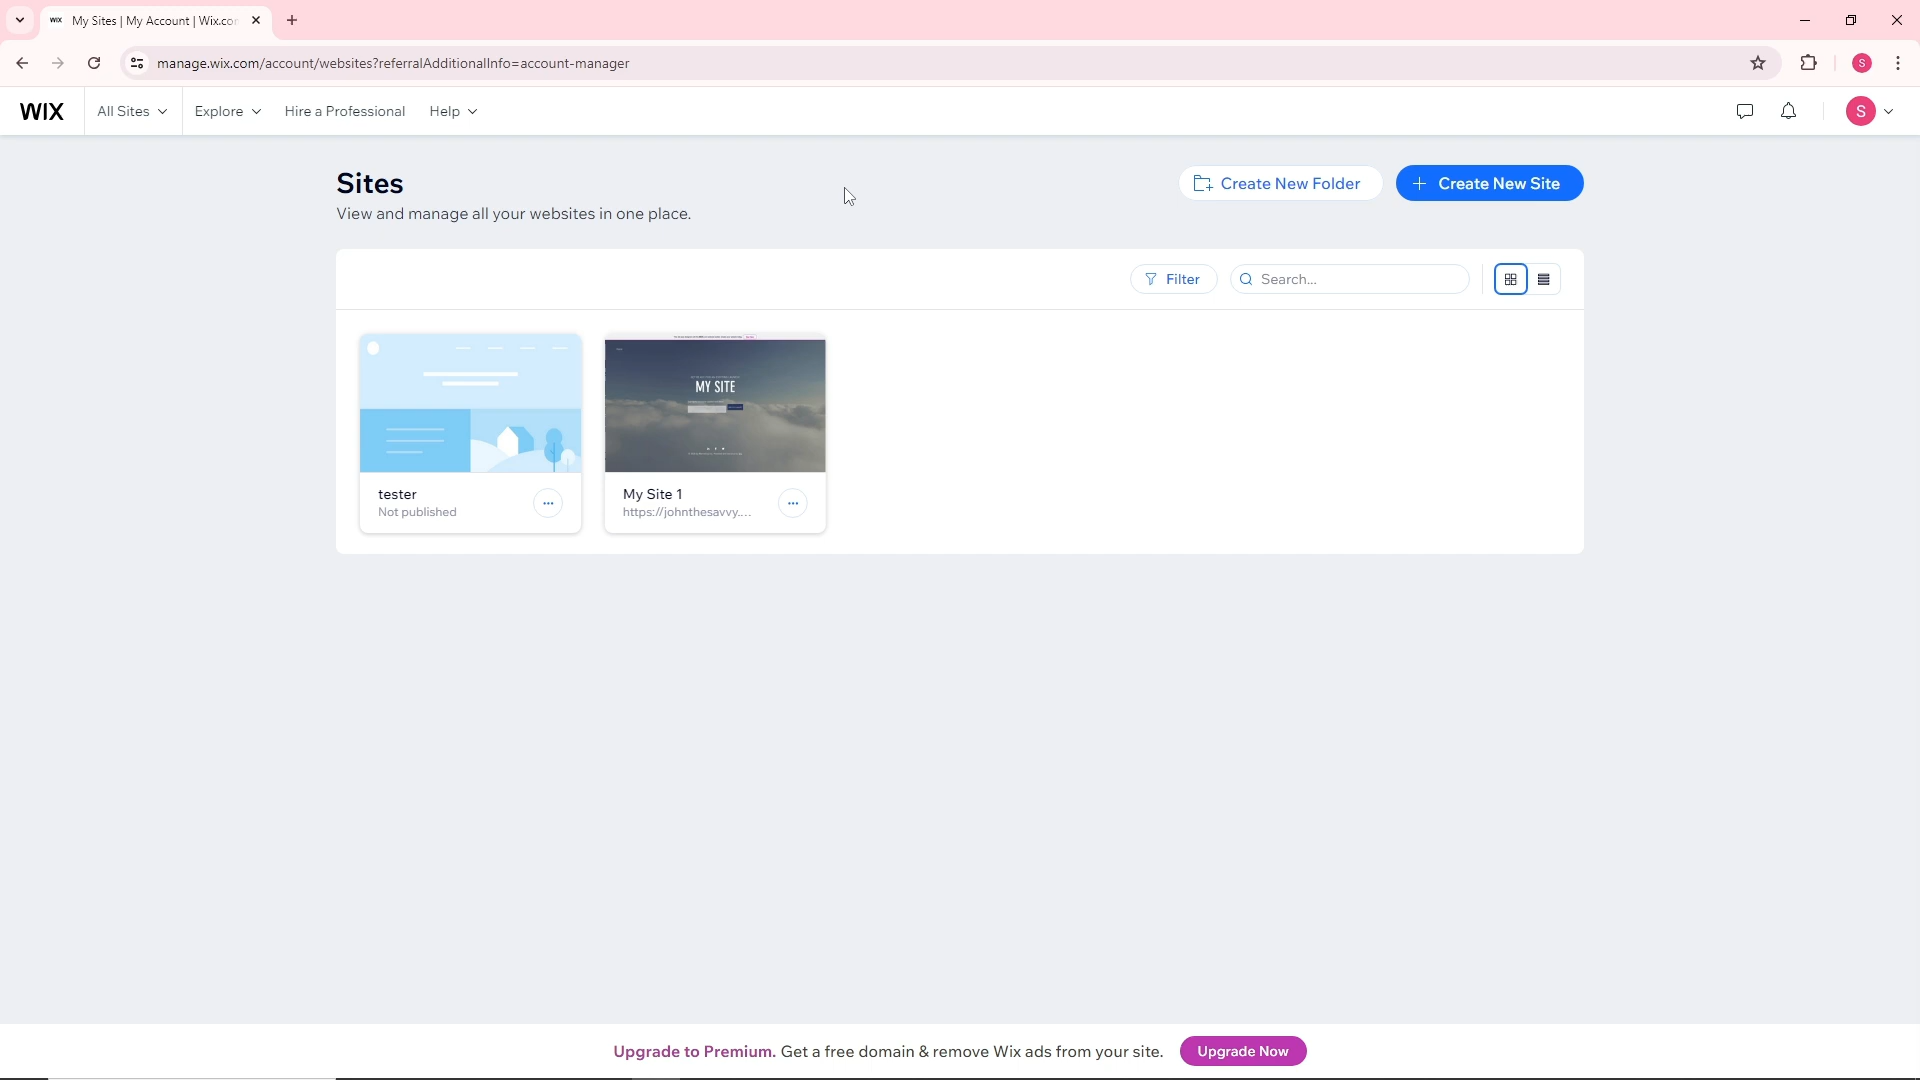 WIX My Sites | My Account | Wix.co
manage.wix.com/account/websites?referralAdditionalInfo=account-manager
S
WIX All Sites Explore Hire a Professional Help S
Sites
View and manage all your websites in one place.
Create New Folder
Create New Site
Filter Search...
MY SITE
tester
Not published
My Site 1
https://johnthesavvy....
Upgrade to Premium. Get a free domain & remove Wix ads from your site. Upgrade Now